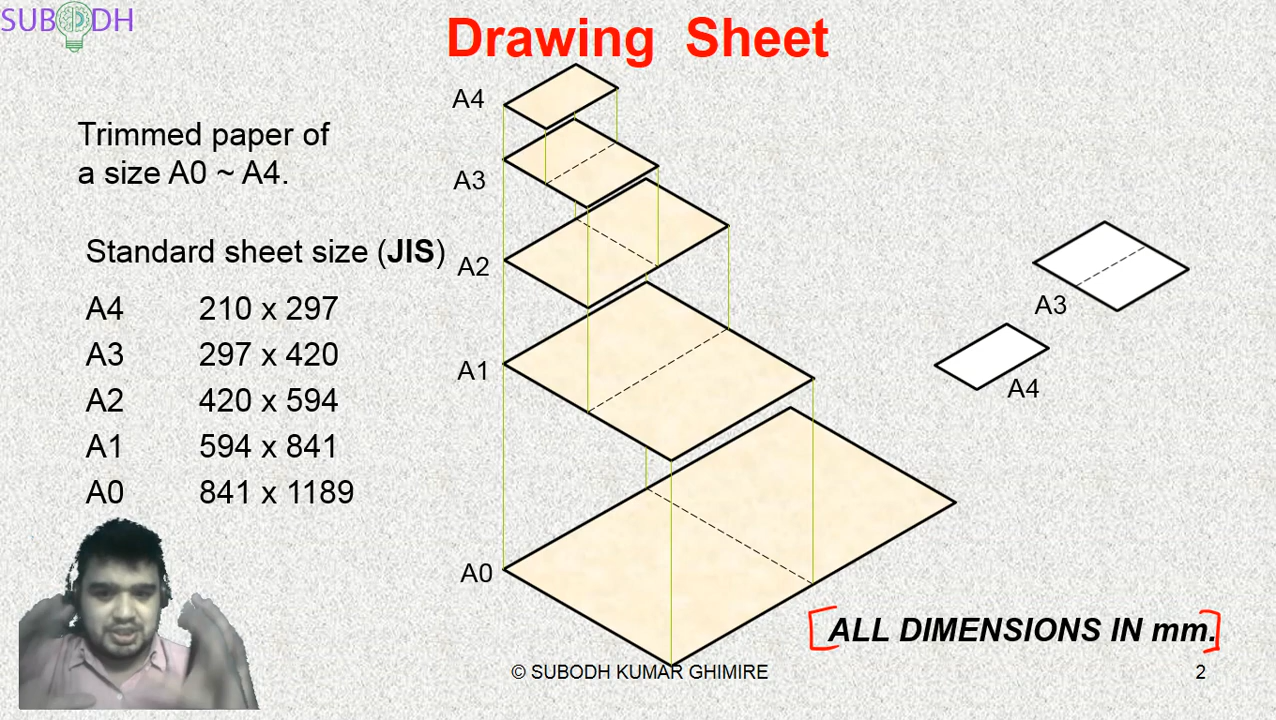 SUBODH
Drawing Sheet
Trimmed paper of
a size A0 ~ A4.
Standard sheet size (JIS)
A4 210 x 297
A3 297 x 420
A2 420 x 594
A1 594 x 841
A0 841 x 1189
A4
A3
A2
A1
A0
A3
A4
ALL DIMENSIONS IN mm.
© SUBODH KUMAR GHIMIRE
2